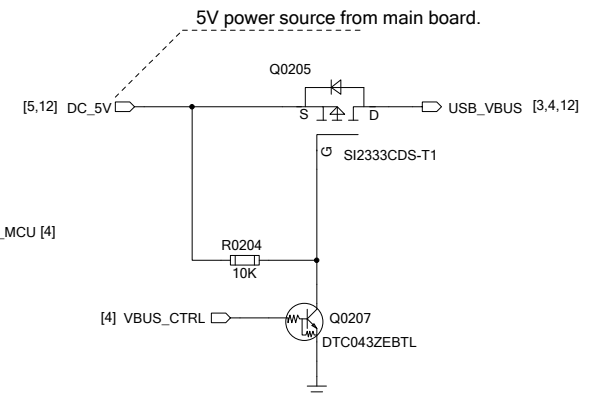 5V power source from main board.
Q0205
[5,12] DC_5V
S
D
USB_VBUS [3,4,12]
G
SI2333CDS-T1
_MCU [4]
R0204
10K
[4] VBUS_CTRL
Q0207
DTC043ZEBTL